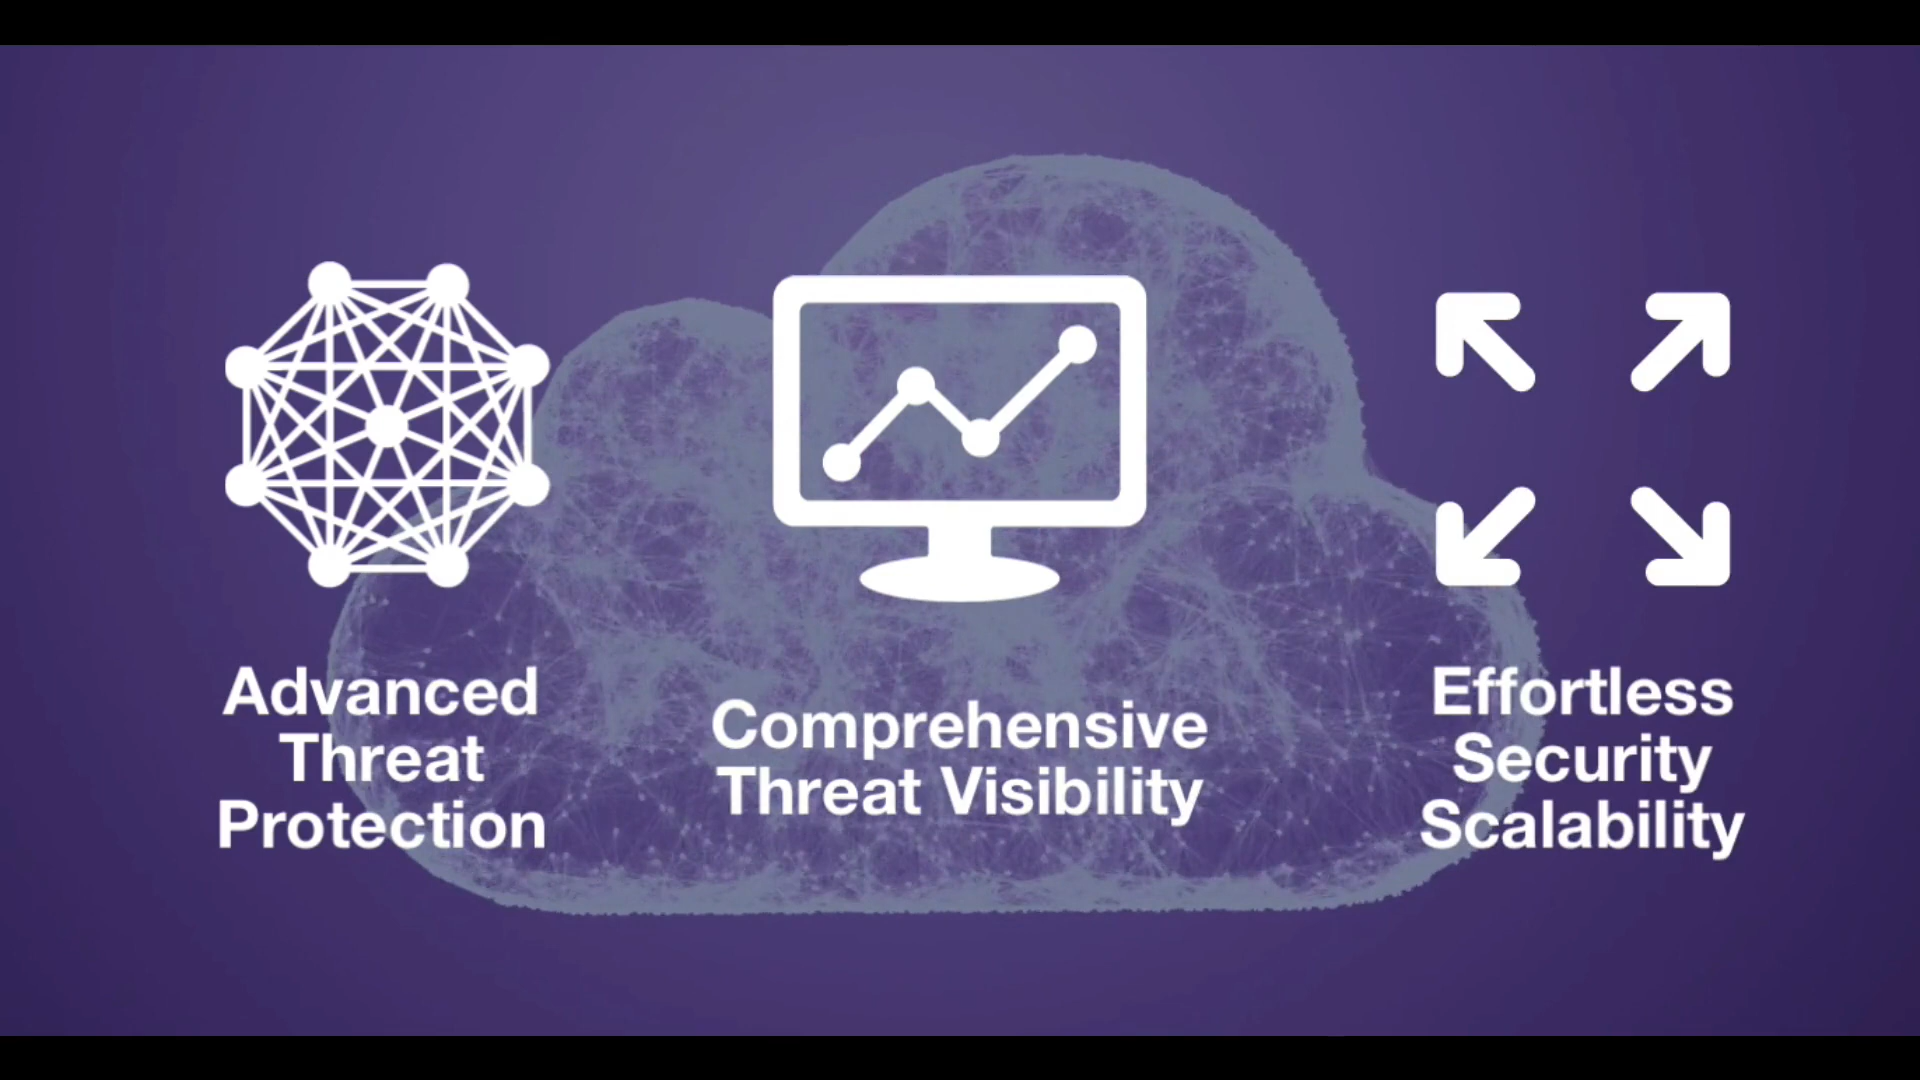 Advanced
Threat
Protection
Comprehensive
Threat Visibility
Effortless
Security
Scalability